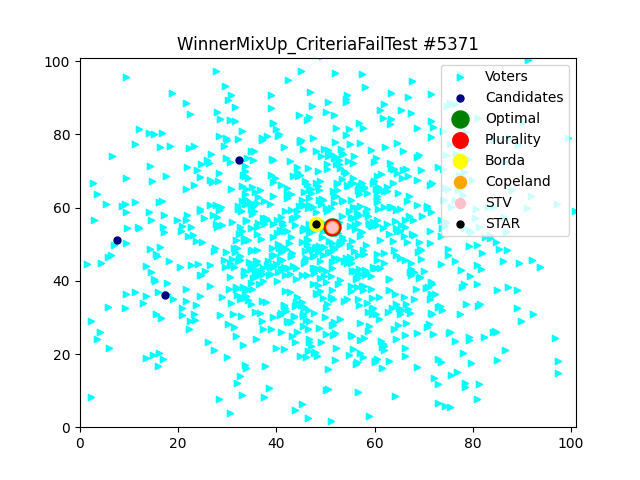 WinnerMixUp_CriteriaFailTest #5371
100
80
60
40
20
0
0
20
40
60
80
100
Voters
Candidates
Optimal
Plurality
Borda
Copeland
STV
STAR